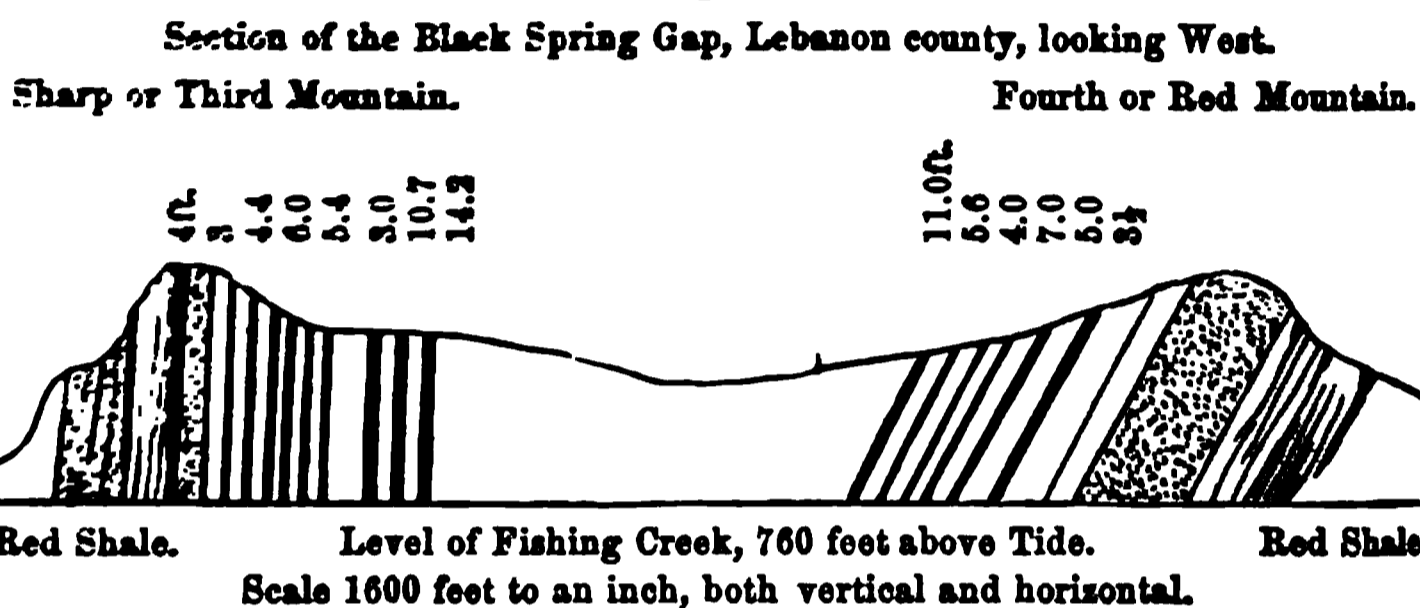 Section of the Black Spring Gap, Lebanon county, looking West.
Sharp or Third Mountain. Fourth or Red Mountain.
4ft. 3 4.4 6.0 5.4 3.0 10.7 14.2 11.0ft. 5.6 4.0 7.0 5.0 3½
Red Shale. Level of Fishing Creek, 760 feet above Tide. Red Shale
Scale 1600 feet to an inch, both vertical and horizontal.